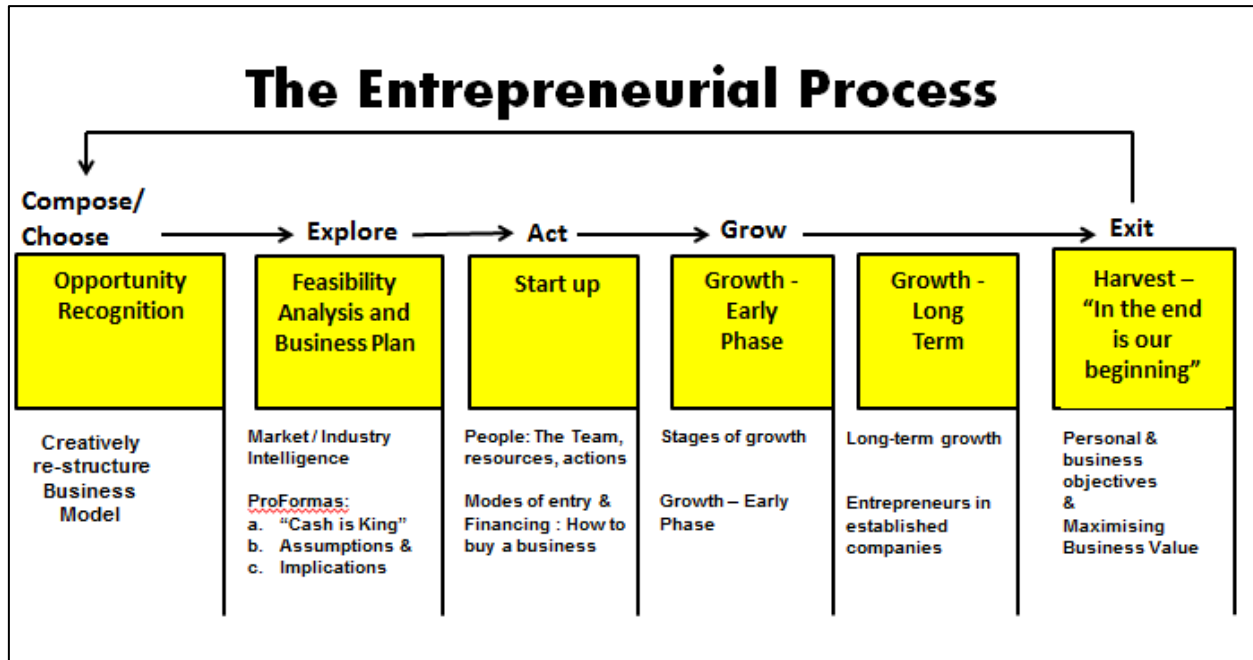 The Entrepreneurial Process
Compose/
Choose
Explore
Act
Grow
Exit
Opportunity
Recognition
Feasibility
Analysis and
Business Plan
Start up
Growth -
Early
Phase
Growth -
Long
Term
Harvest –
“In the end
is our
beginning”
Creatively
re-structure
Business
Model
Market / Industry
Intelligence
ProFormas:
a. “Cash is King”
b. Assumptions &
c. Implications
People: The Team,
resources, actions
Modes of entry &
Financing : How to
buy a business
Stages of growth
Growth – Early
Phase
Long-term growth
Entrepreneurs in
established
companies
Personal &
business
objectives
&
Maximising
Business Value